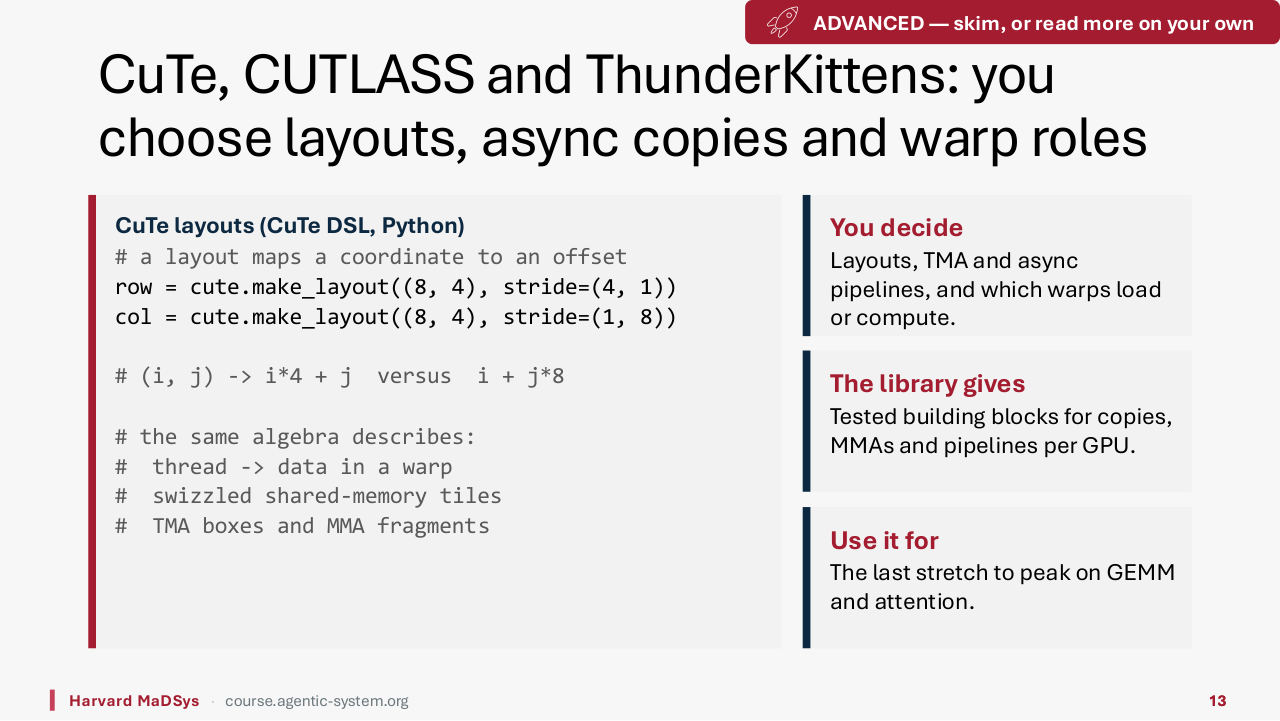 ADVANCED — skim, or read more on your own
CuTe, CUTLASS and ThunderKittens: you
choose layouts, async copies and warp roles
CuTe layouts (CuTe DSL, Python)
# a layout maps a coordinate to an offset
row = cute.make_layout((8, 4), stride=(4, 1))
col = cute.make_layout((8, 4), stride=(1, 8))
# (i, j) -> i*4 + j  versus  i + j*8
# the same algebra describes:
#  thread -> data in a warp
#  swizzled shared-memory tiles
#  TMA boxes and MMA fragments
You decide
Layouts, TMA and async
pipelines, and which warps load
or compute.
The library gives
Tested building blocks for copies,
MMAs and pipelines per GPU.
Use it for
The last stretch to peak on GEMM
and attention.
Harvard MaDSys · course.agentic-system.org
13